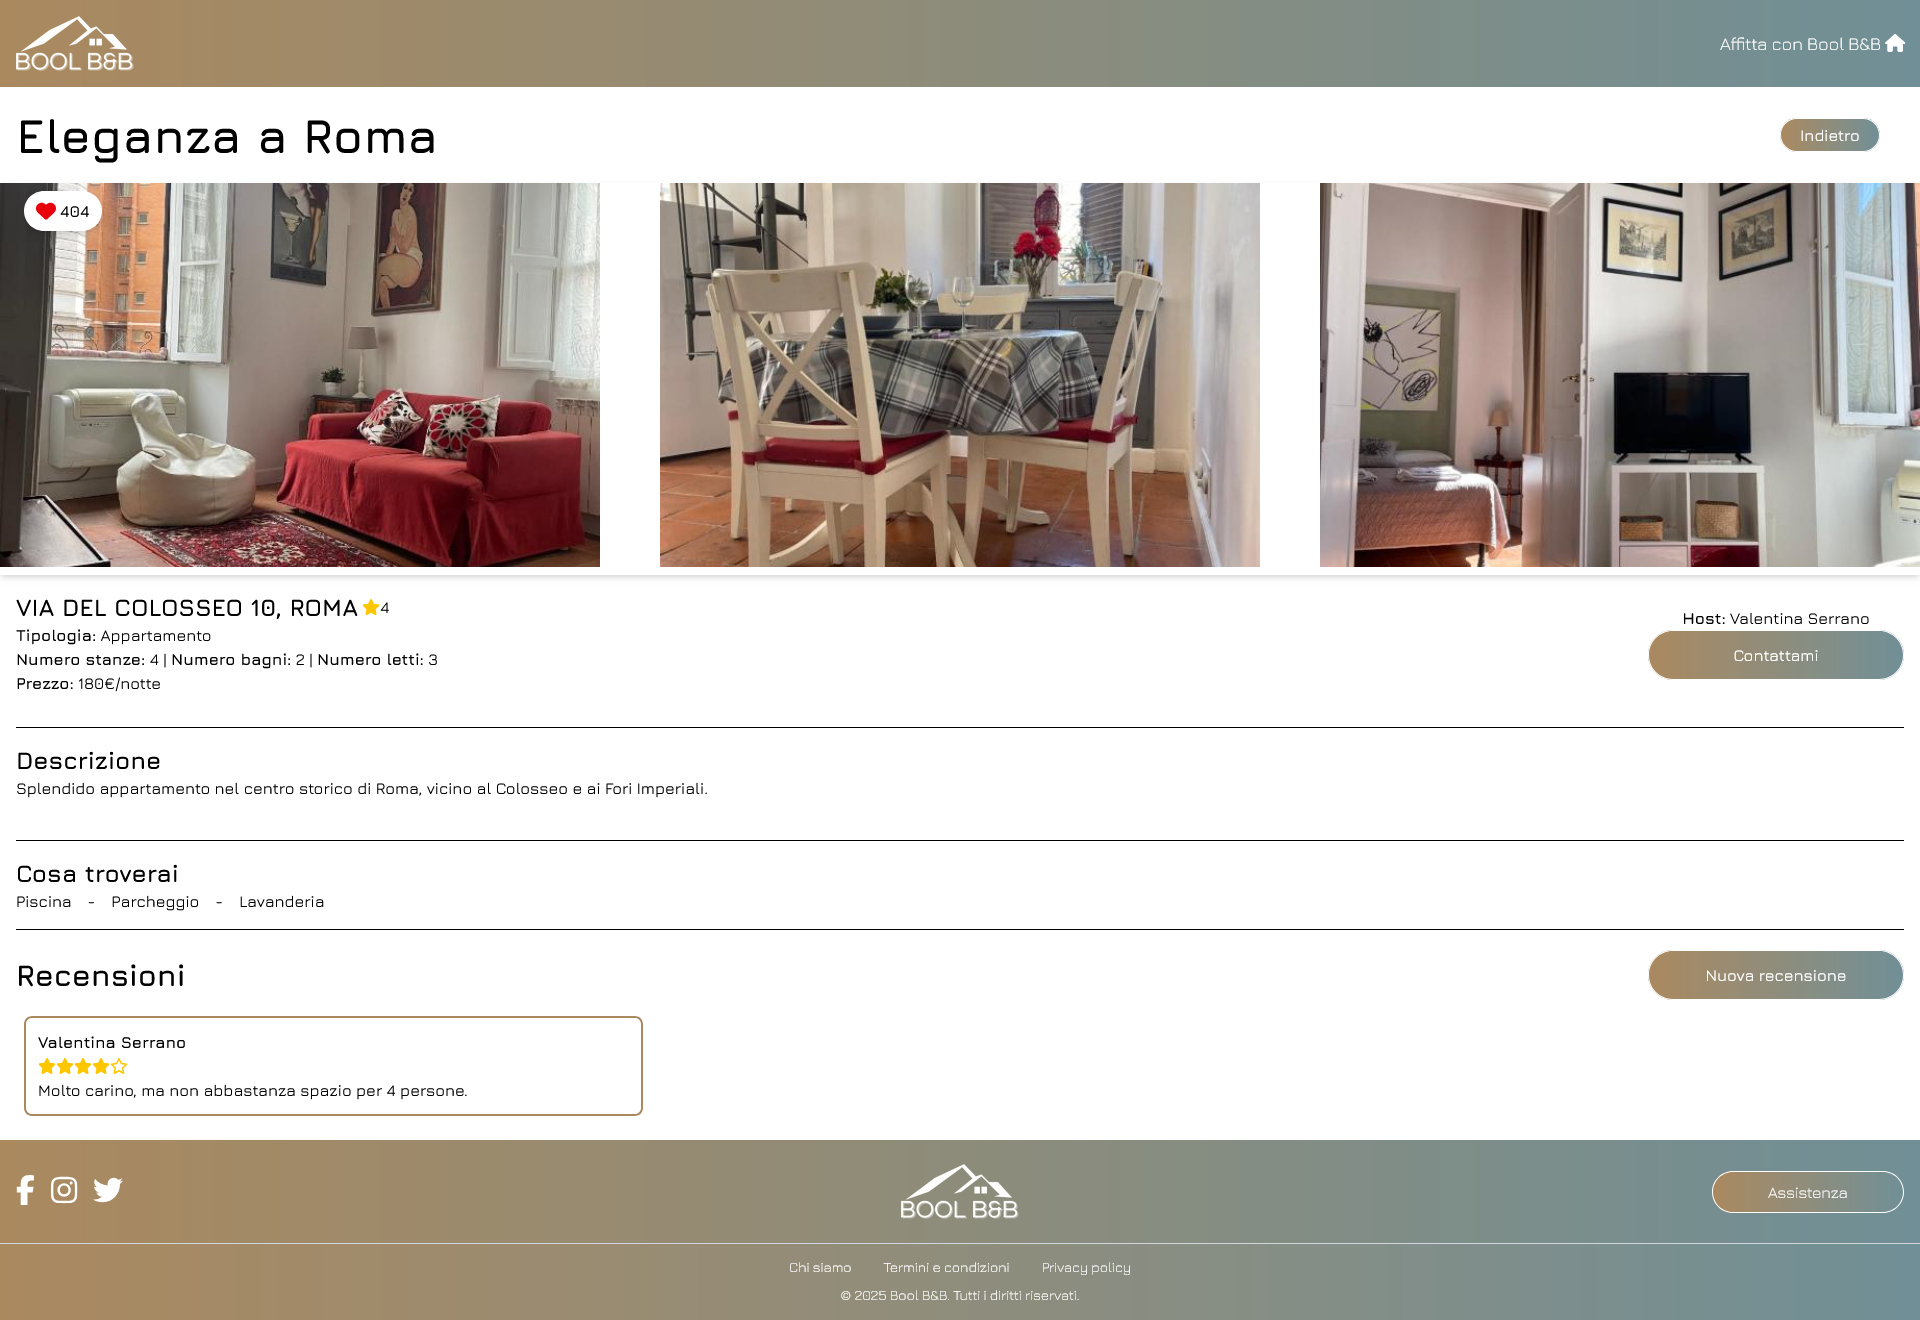 BOOL B&B
Affitta con Bool B&B
Eleganza a Roma
Indietro
404
VIA DEL COLOSSEO 10, ROMA 4
Tipologia: Appartamento
Numero stanze: 4 | Numero bagni: 2 | Numero letti: 3
Prezzo: 180€/notte
Host: Valentina Serrano
Contattami
Descrizione
Splendido appartamento nel centro storico di Roma, vicino al Colosseo e ai Fori Imperiali.
Cosa troverai
Piscina - Parcheggio - Lavanderia
Recensioni
Nuova recensione
Valentina Serrano
Molto carino, ma non abbastanza spazio per 4 persone.
BOOL B&B
Assistenza
Chi siamo Termini e condizioni Privacy policy
© 2025 Bool B&B. Tutti i diritti riservati.